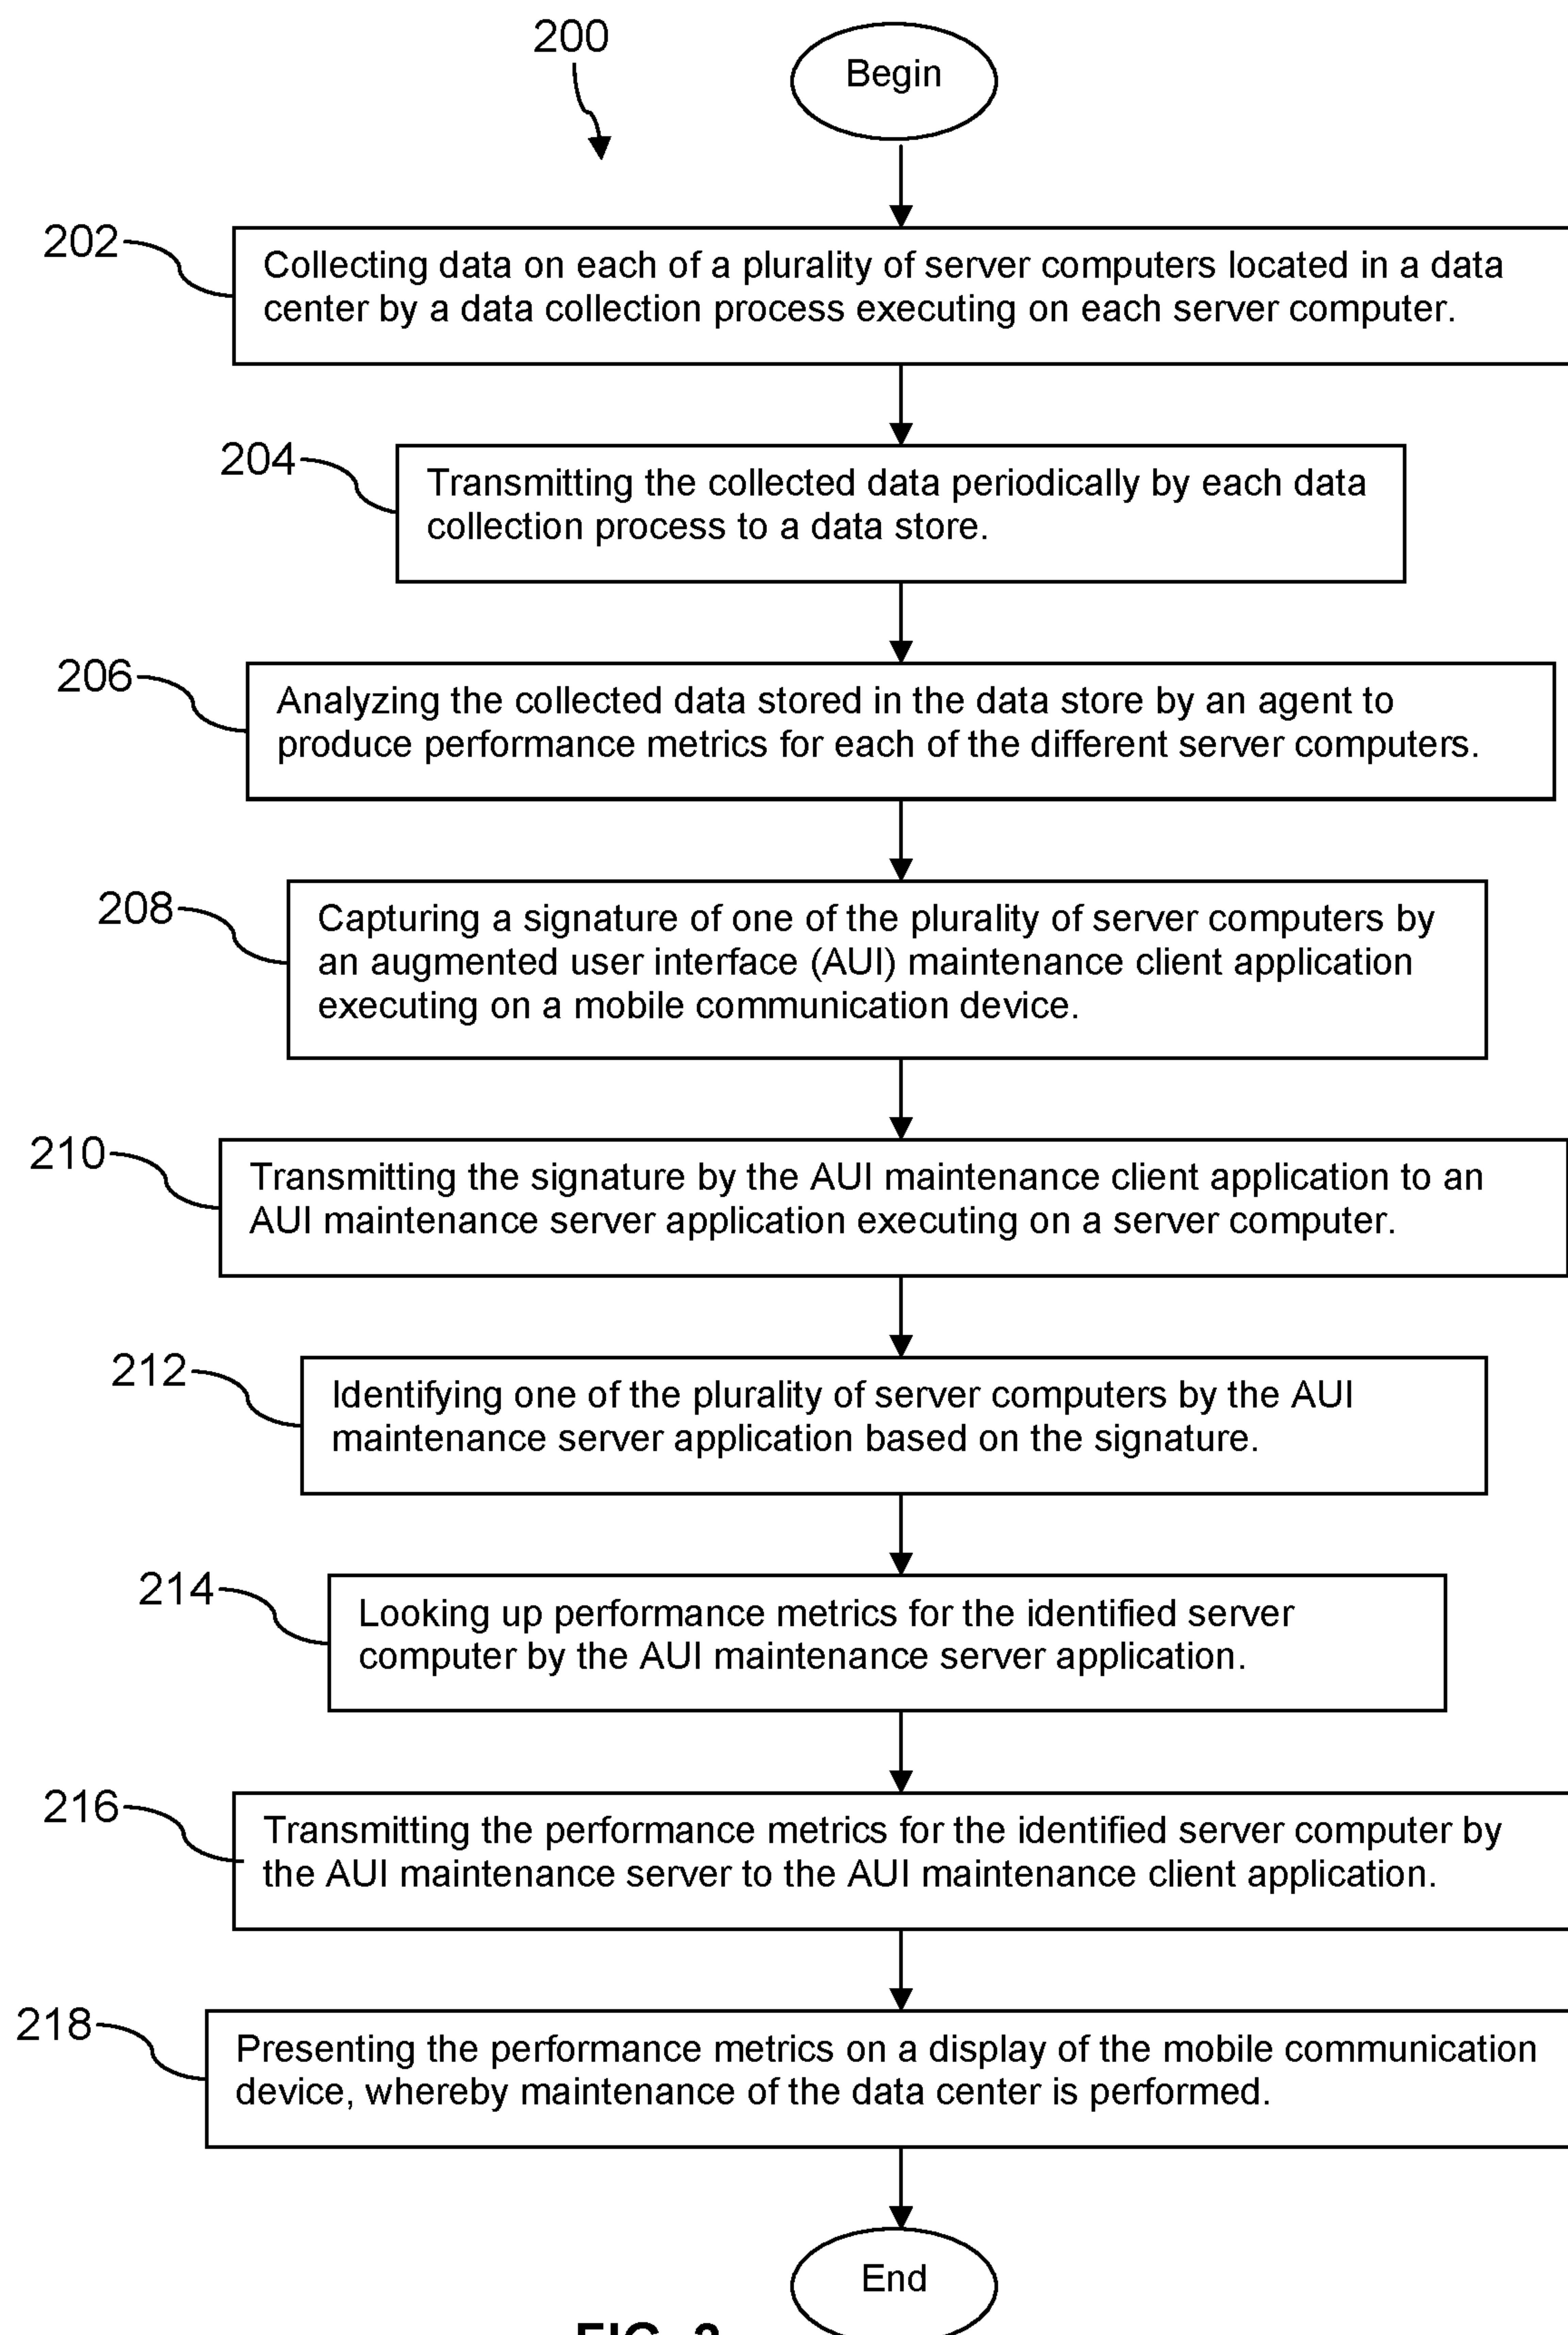 200
Begin
202
Collecting data on each of a plurality of server computers located in a data
center by a data collection process executing on each server computer.
204
Transmitting the collected data periodically by each data
collection process to a data store.
206
Analyzing the collected data stored in the data store by an agent to
produce performance metrics for each of the different server computers.
208
Capturing a signature of one of the plurality of server computers by
an augmented user interface (AUI) maintenance client application
executing on a mobile communication device.
210
Transmitting the signature by the AUI maintenance client application to an
AUI maintenance server application executing on a server computer.
212
Identifying one of the plurality of server computers by the AUI
maintenance server application based on the signature.
214
Looking up performance metrics for the identified server
computer by the AUI maintenance server application.
216
Transmitting the performance metrics for the identified server computer by
the AUI maintenance server to the AUI maintenance client application.
218
Presenting the performance metrics on a display of the mobile communication
device, whereby maintenance of the data center is performed.
End
FIG.